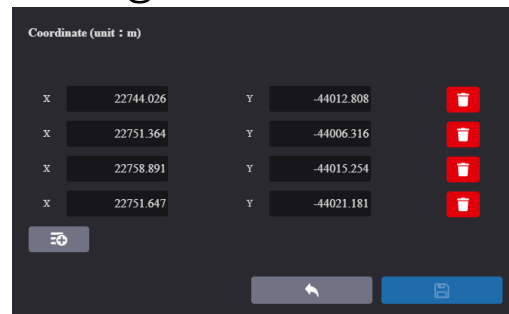 Coordinate (unit：m)
X 22744.026 Y -44012.808
X 22751.364 Y -44006.316
X 22758.891 Y -44015.254
X 22751.647 Y -44021.181